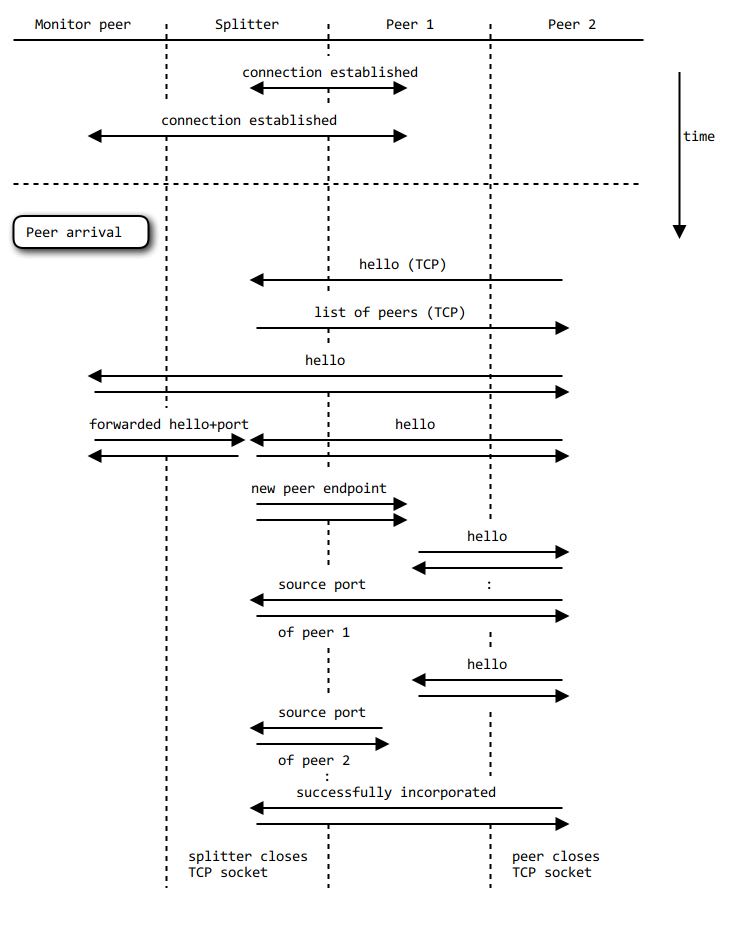 Monitor peer Splitter Peer 1 Peer 2
connection established
connection established
time
Peer arrival
hello (TCP)
list of peers (TCP)
hello
forwarded hello+port hello
new peer endpoint
hello
source port :
of peer 1
hello
source port
of peer 2
:
successfully incorporated
splitter closes peer closes
TCP socket TCP socket